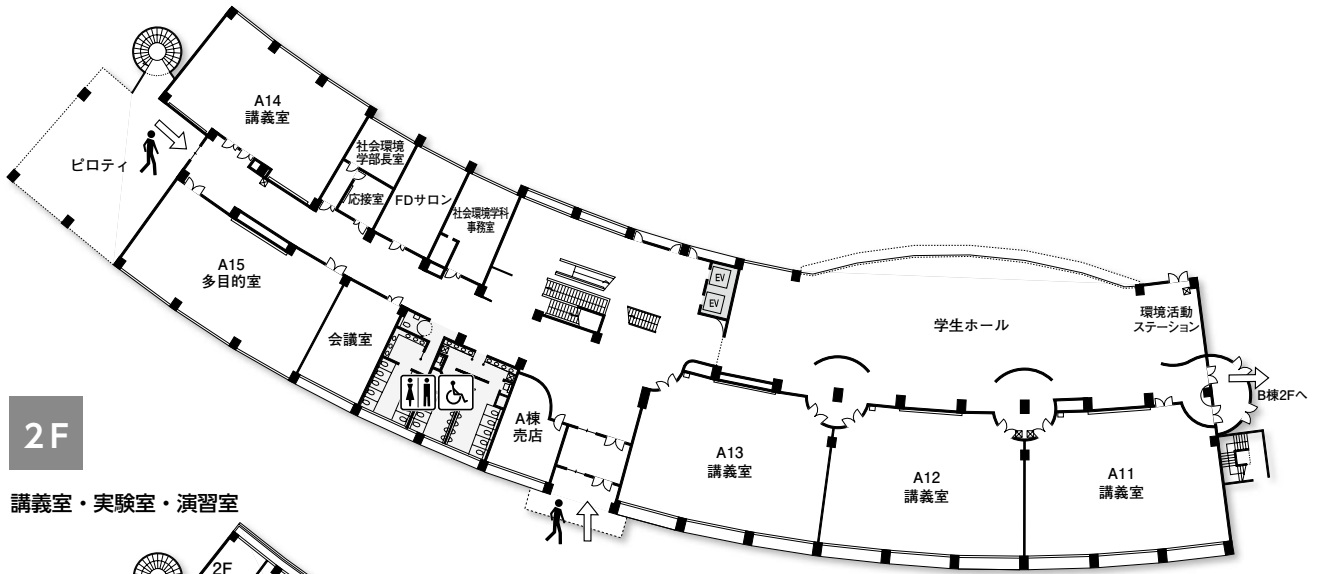 A14
講義室
社会環境
学部長室
ピロティ
応接室
FDサロン
社会環境学科
事務室
A15
多目的室
EV
EV
会議室
学生ホール
環境活動
ステーション
B棟2Fへ
A棟
売店
A13
講義室
A12
講義室
A11
講義室
2F
講義室・実験室・演習室
2F